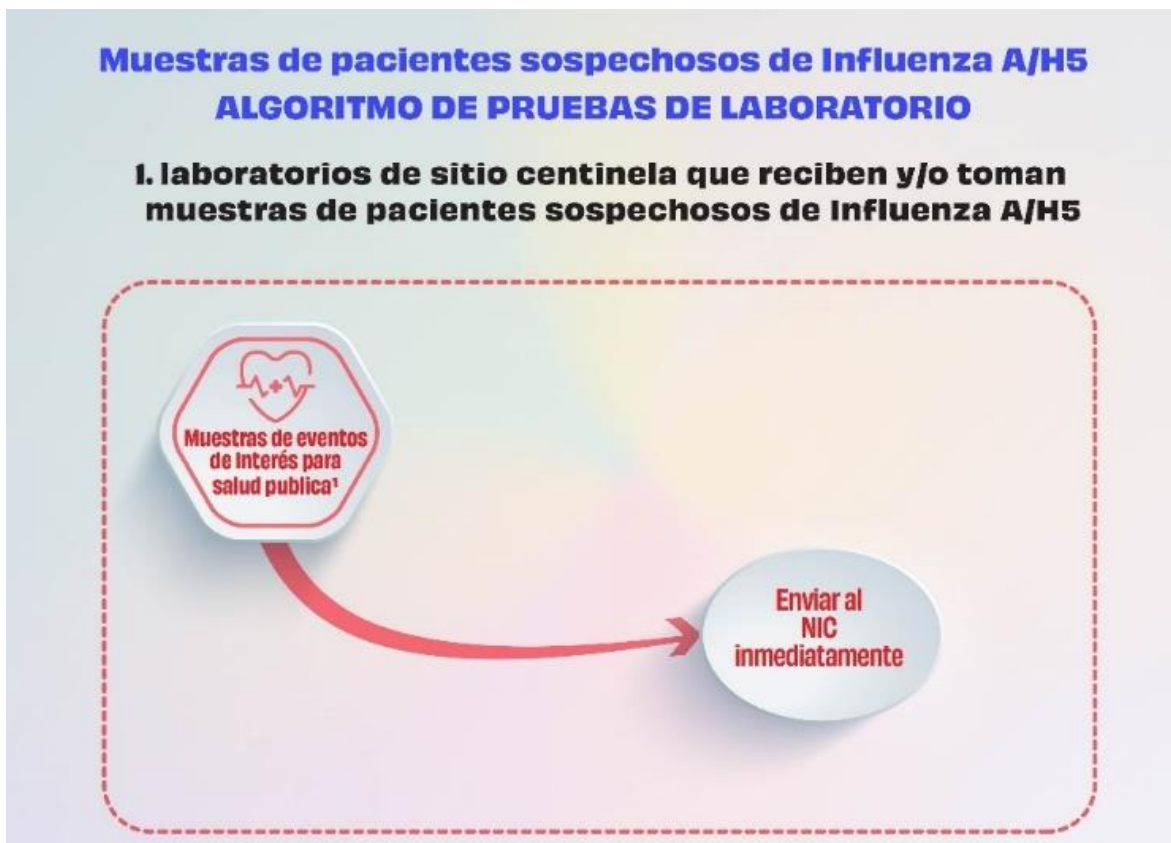 Muestras de pacientes sospechosos de Influenza A/H5
ALGORITMO DE PRUEBAS DE LABORATORIO
1. laboratorios de sitio centinela que reciben y/o toman
muestras de pacientes sospechosos de Influenza A/H5
Muestras de eventos
de Interés para
salud publica¹
Enviar al
NIC
inmediatamente